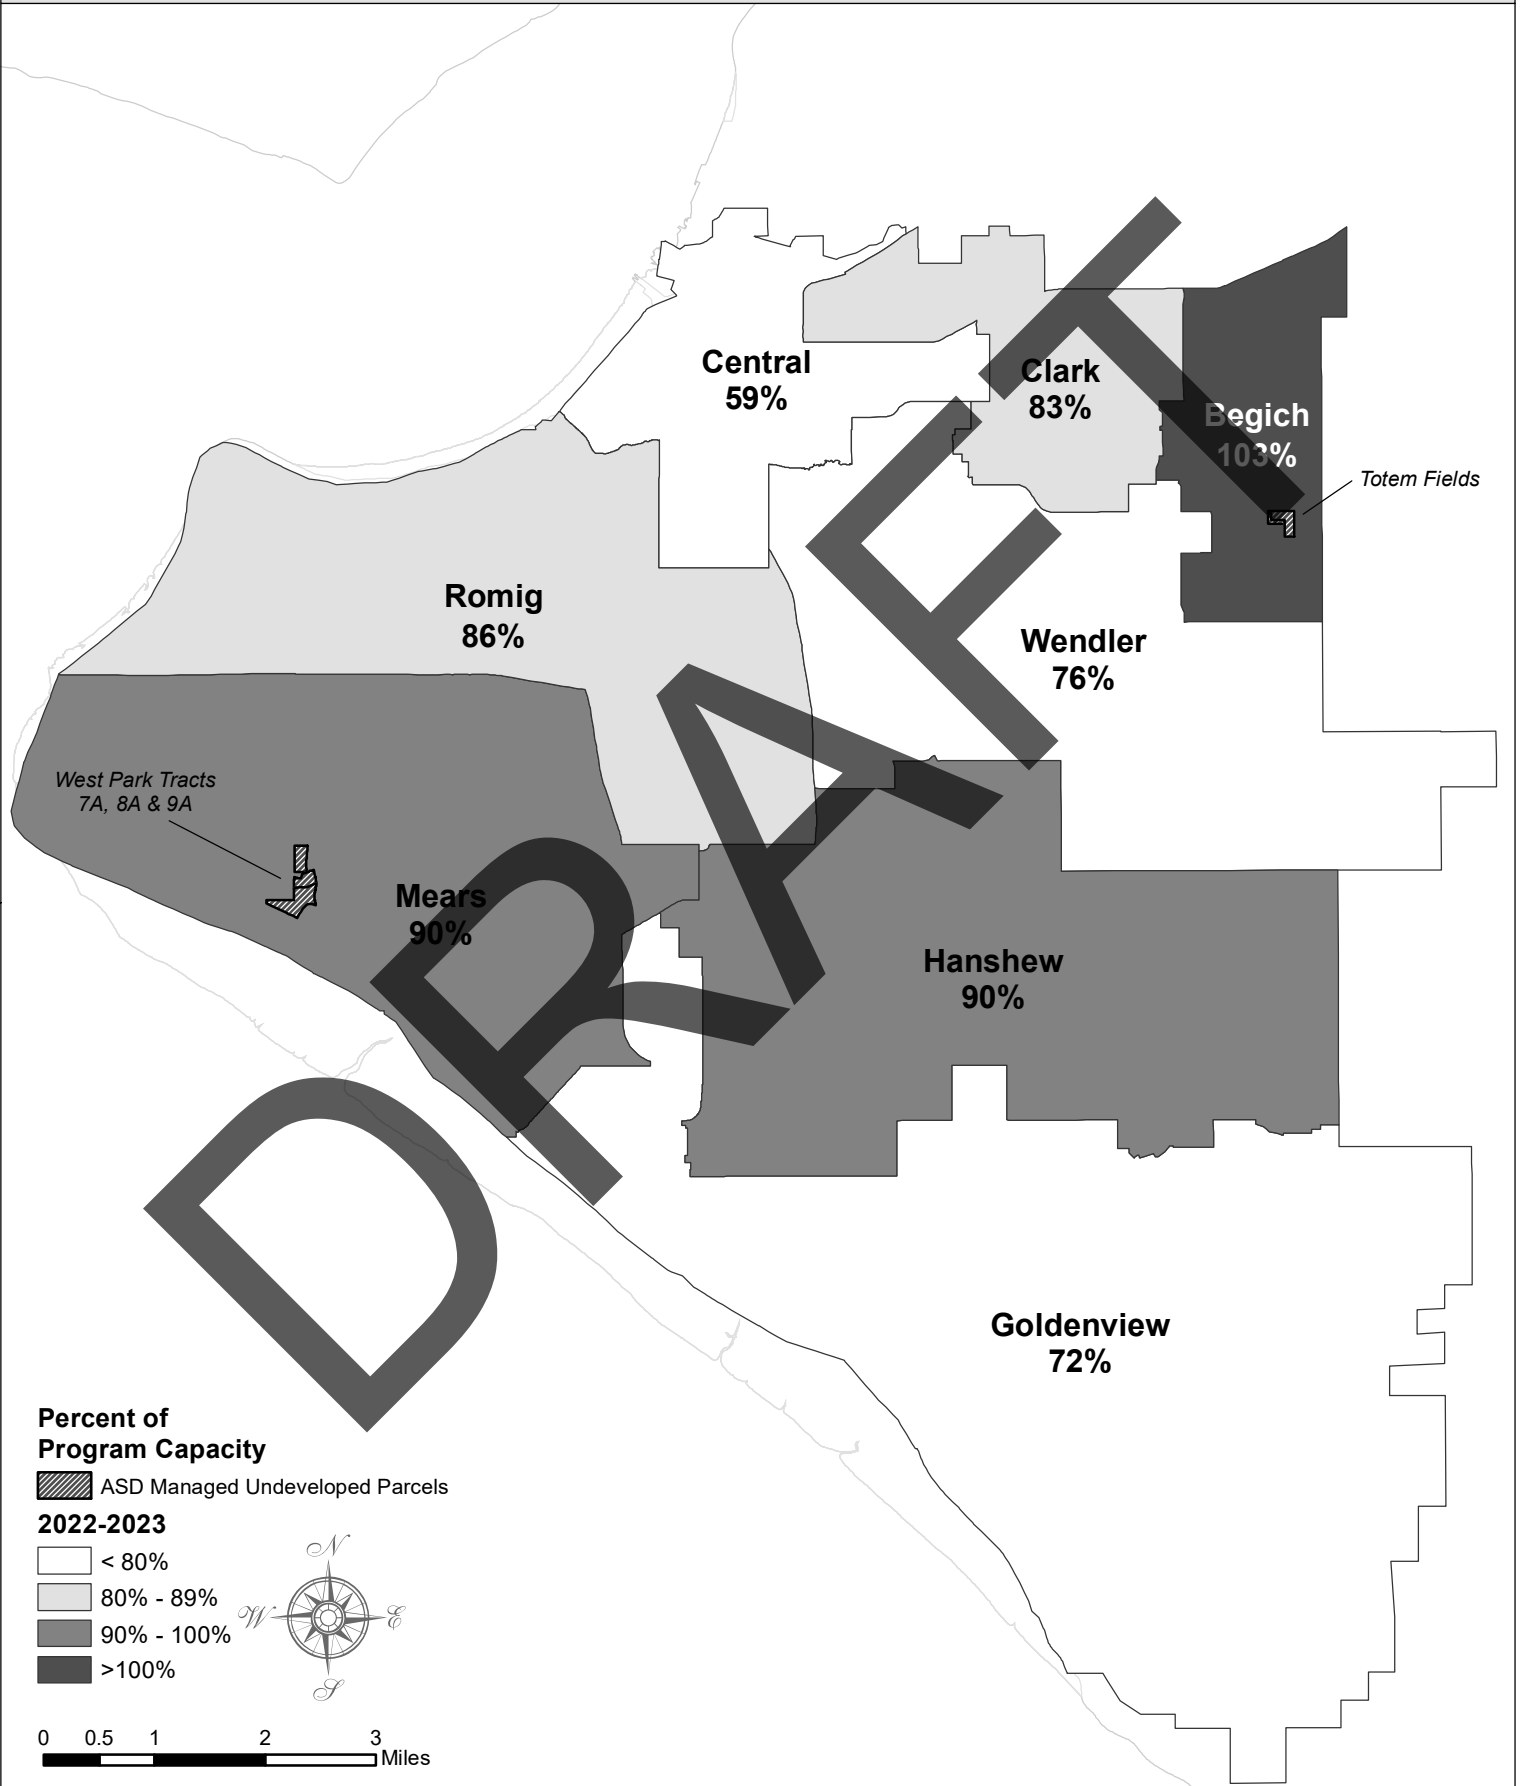 Central
59%
Clark
83%
Begich
103%
Totem Fields
Romig
86%
Wendler
76%
West Park Tracts
7A, 8A & 9A
Mears
90%
Hanshew
90%
Goldenview
72%
DRAFT
Percent of
Program Capacity
ASD Managed Undeveloped Parcels
2022-2023
< 80%
80% - 89%
90% - 100%
>100%
N
W E
S
0 0.5 1 2 3
Miles